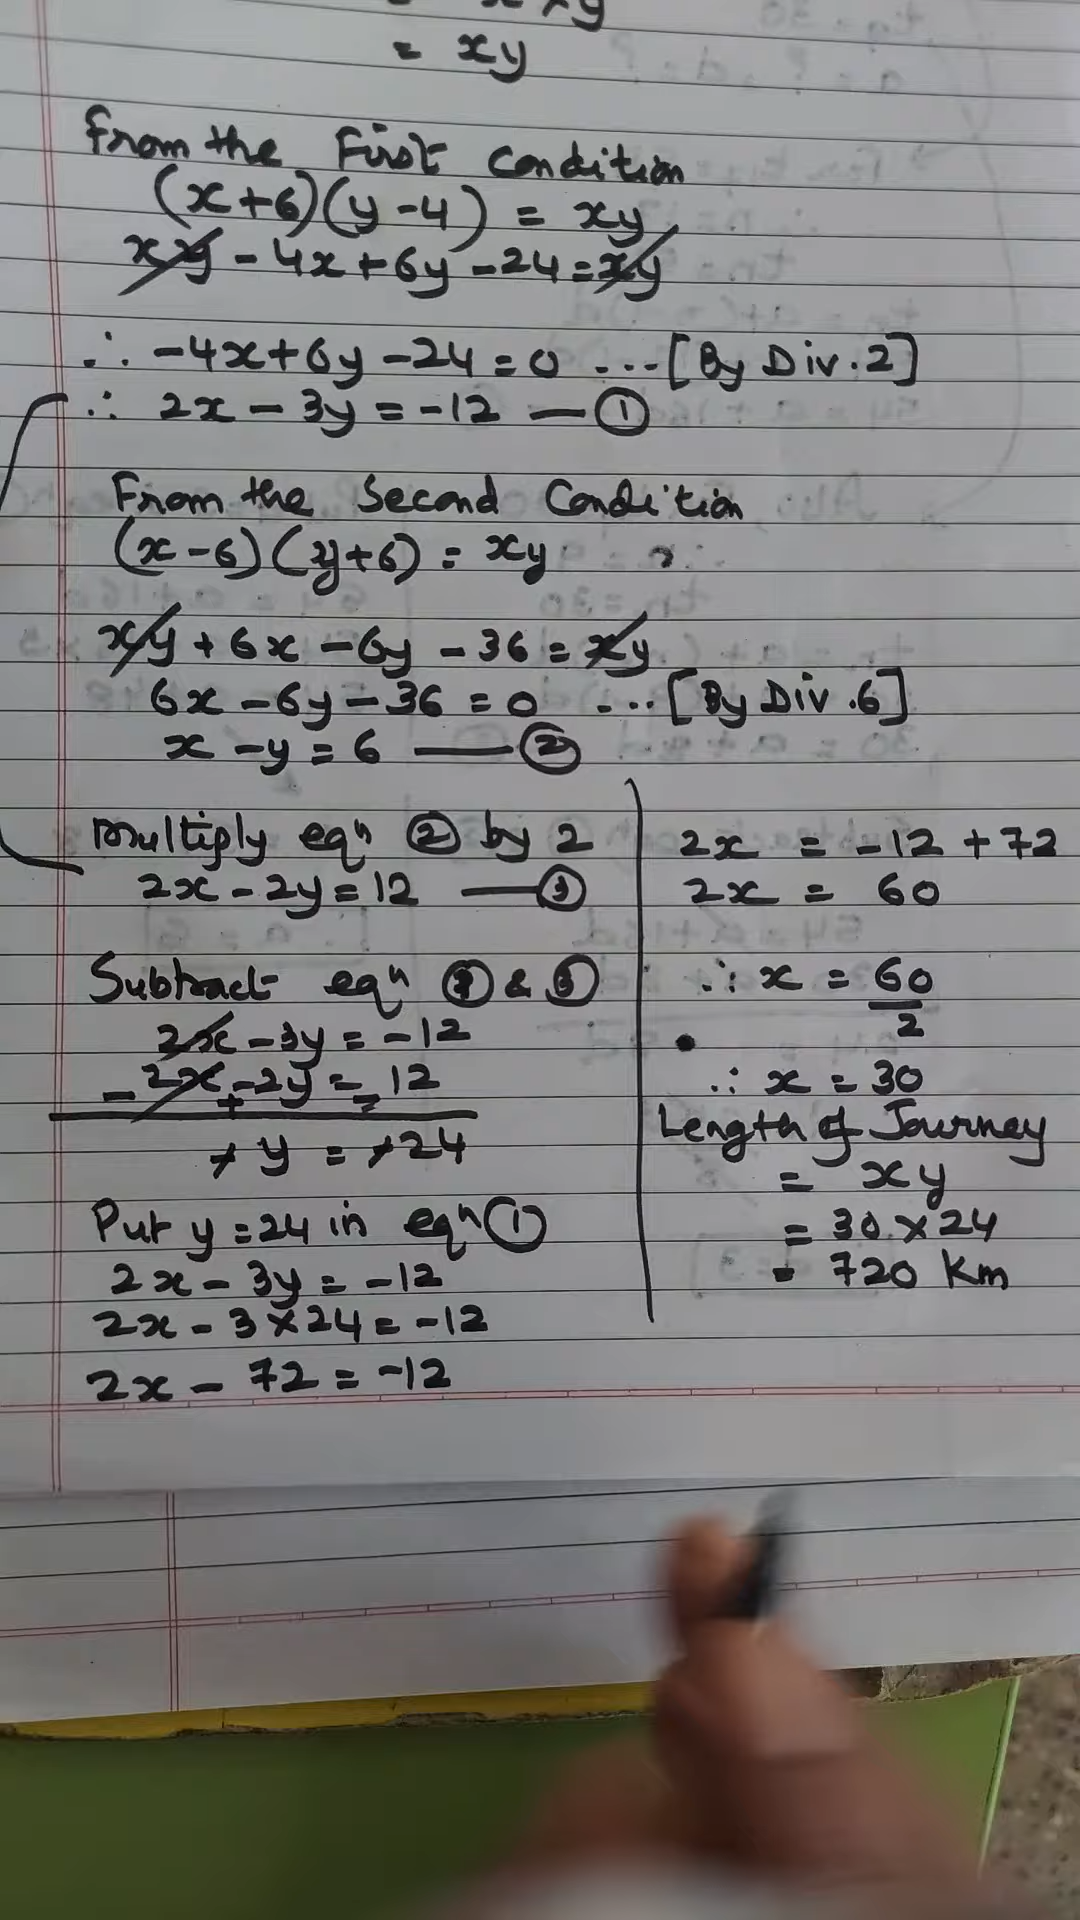 = xy
From the First Condition
(x+6)(y-4) = xy
xy - 4x + 6y - 24 = xy
∴ -4x + 6y - 24 = 0 ---[By Div. 2]
∴ 2x - 3y = -12 — ①
From the Second Condition
(x-6)(y+6) = xy
xy + 6x - 6y - 36 = xy
6x - 6y - 36 = 0 ---[By Div. 6]
x - y = 6 — ②
Multiply eqⁿ ② by 2
2x - 2y = 12 — ③
Subtract eqⁿ ① & ③
2x - 3y = -12
2x - 2y = 12
- + -
- y = -24
Put y = 24 in eqⁿ ①
2x - 3y = -12
2x - 3×24 = -12
2x - 72 = -12
2x = -12 + 72
2x = 60
∴ x = 60
2
∴ x = 30
Length of Journey
= xy
= 30 × 24
= 720 Km